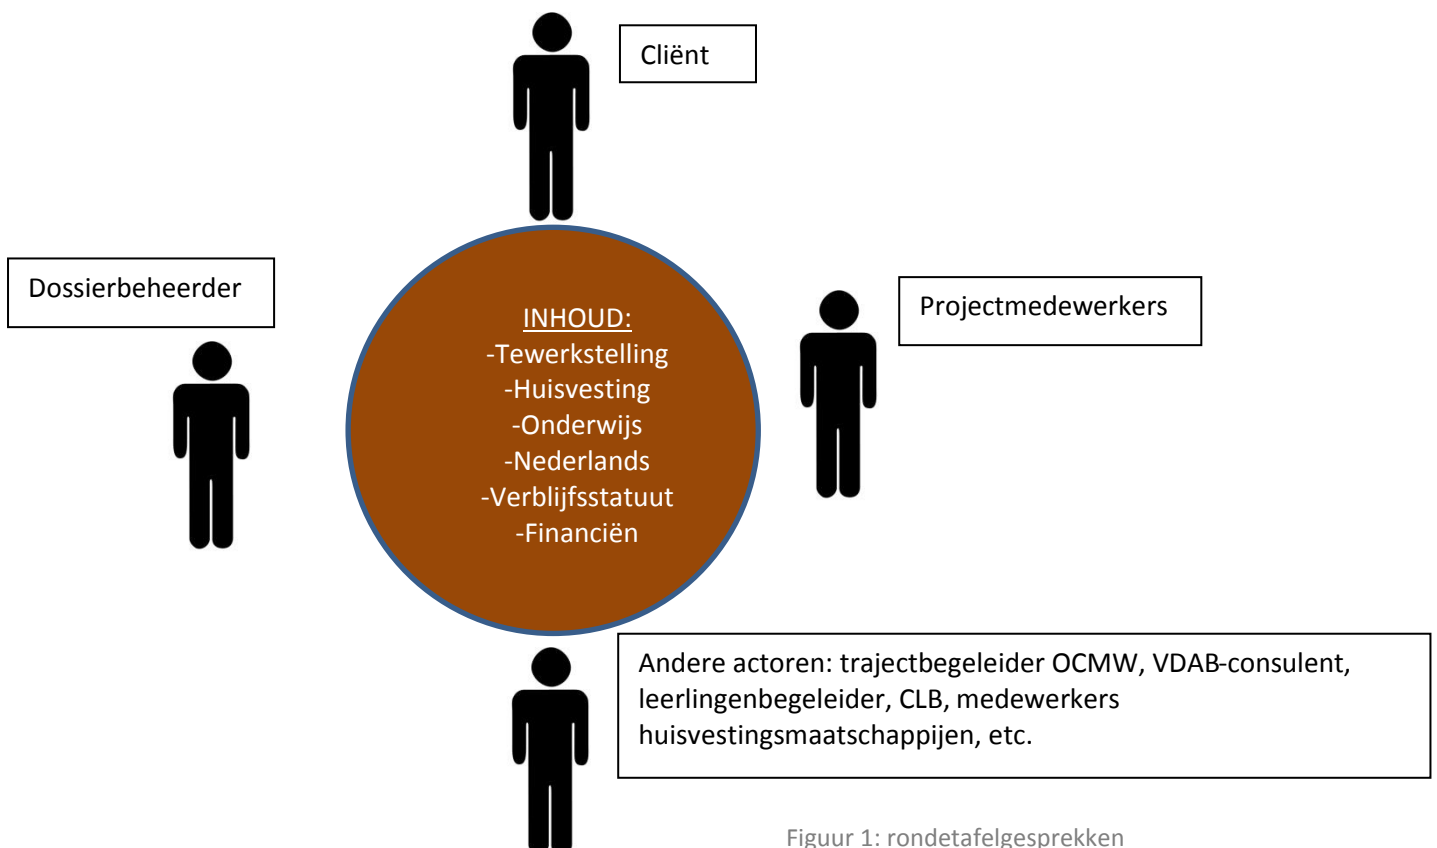 Cliënt
Dossierbeheerder
Projectmedewerkers
INHOUD:
-Tewerkstelling
-Huisvesting
-Onderwijs
-Nederlands
-Verblijfsstatuut
-Financiën
Andere actoren: trajectbegeleider OCMW, VDAB-consulent,
leerlingenbegeleider, CLB, medewerkers
huisvestingsmaatschappijen, etc.
Figuur 1: rondetafelgesprekken